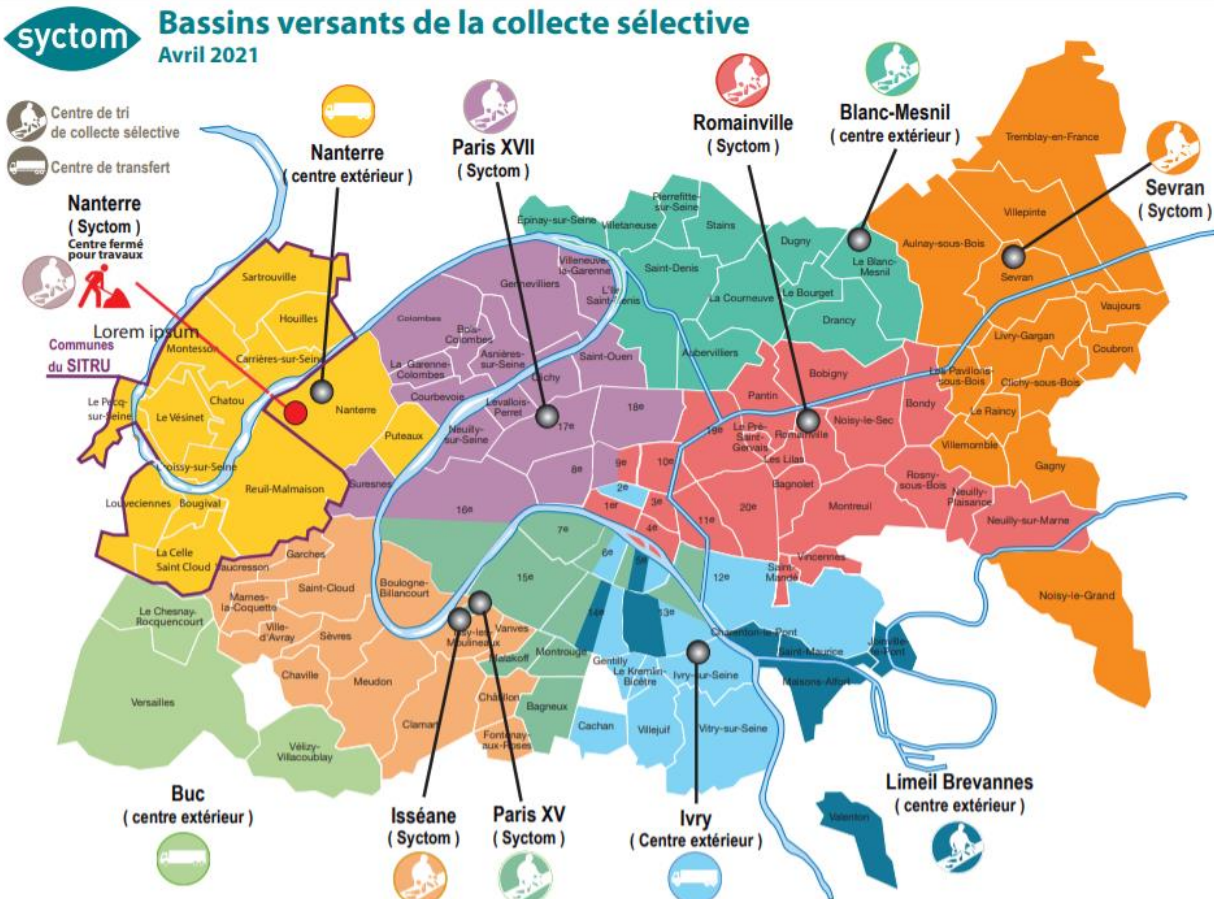 syctom
Bassins versants de la collecte sélective
Avril 2021
Centre de tri
de collecte sélective
Centre de transfert
Nanterre
( Syctom )
Centre fermé
pour travaux
Nanterre
( centre extérieur )
Paris XVII
( Syctom )
Romainville
( Syctom )
Blanc-Mesnil
( centre extérieur )
Sevran
( Syctom )
Lorem ipsum
Communes
du SITRU
Sartrouville
Houilles
Montesson
Carrières-sur-Seine
Le Pecq-
sur-Seine
Le Vésinet
Chatou
Nanterre
Puteaux
Croissy-sur-Seine
Reuil-Malmaison
Louveciennes
Bougival
La Celle
Saint Cloud
Vaucresson
Colombes
Bois-
Colombes
La Garenne-
Colombes
Asnières-
sur-Seine
Gennevilliers
Villeneuve-
la-Garenne
L'Ile
Saint-Denis
Saint-Ouen
Clichy
Courbevoie
Levallois-
Perret
Neuilly-
sur-Seine
Suresnes
16e
17e
18e
8e
Épinay-sur-Seine
Villetaneuse
Pierrefitte-
sur-Seine
Stains
Saint-Denis
Dugny
Le Blanc-
Mesnil
La Courneuve
Le Bourget
Drancy
Aubervilliers
Tremblay-en-France
Villepinte
Aulnay-sous-Bois
Sevran
Vaujours
Livry-Gargan
Coubron
Les Pavillons-
sous-Bois
Clichy-sous-Bois
Le Raincy
Villemomble
Gagny
Noisy-le-Grand
Bobigny
Pantin
Bondy
Noisy-le-Sec
Le Pré-
Saint-
Gervais
Romainville
Les Lilas
Bagnolet
Rosny-
sous-Bois
Neuilly-
Plaisance
Neuilly-sur-Marne
Montreuil
Vincennes
Saint-
Mandé
19e
10e
9e
2e
1er
3e
4e
11e
20e
7e
15e
6e
5e
14e
13e
12e
Garches
Saint-Cloud
Boulogne-
Billancourt
Marnes-
la-Coquette
Ville-
d'Avray
Sèvres
Chaville
Meudon
Issy-les-
Moulineaux
Vanves
Malakoff
Montrouge
Châtillon
Clamart
Bagneux
Fontenay-
aux-Roses
Le Chesnay-
Rocquencourt
Versailles
Vélizy-
Villacoublay
Gentilly
Le Kremlin-
Bicêtre
Ivry-sur-Seine
Cachan
Villejuif
Vitry-sur-Seine
Charenton-le-Pont
Saint-Maurice
Joinville-
le-Pont
Maisons-Alfort
Valenton
Buc
( centre extérieur )
Isséane
( Syctom )
Paris XV
( Syctom )
Ivry
( Centre extérieur )
Limeil Brevannes
( centre extérieur )